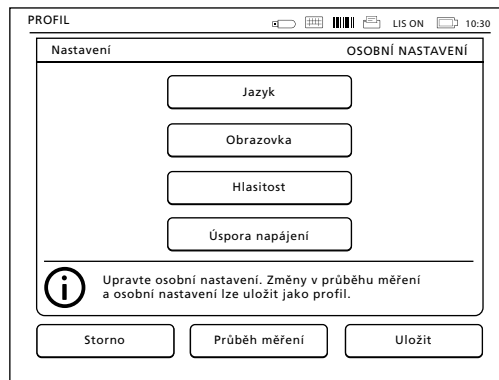 PROFIL LIS ON 10:30
Nastavení OSOBNÍ NASTAVENÍ
Jazyk
Obrazovka
Hlasitost
Úspora napájení
Upravte osobní nastavení. Změny v průběhu měření
a osobní nastavení lze uložit jako profil.
Storno Průběh měření Uložit